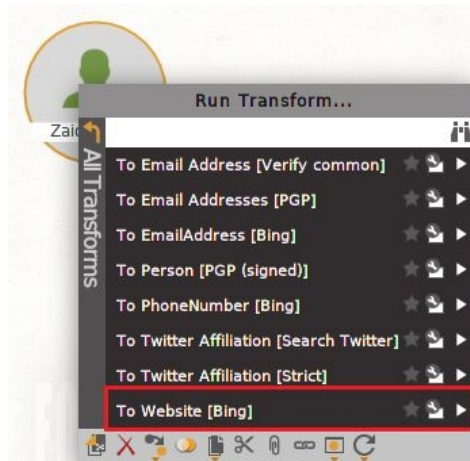 Run Transform...
Zaid
All Transforms
To Email Address [Verify common]
To Email Addresses [PGP]
To EmailAddress [Bing]
To Person [PGP (signed)]
To PhoneNumber [Bing]
To Twitter Affiliation [Search Twitter]
To Twitter Affiliation [Strict]
To Website [Bing]